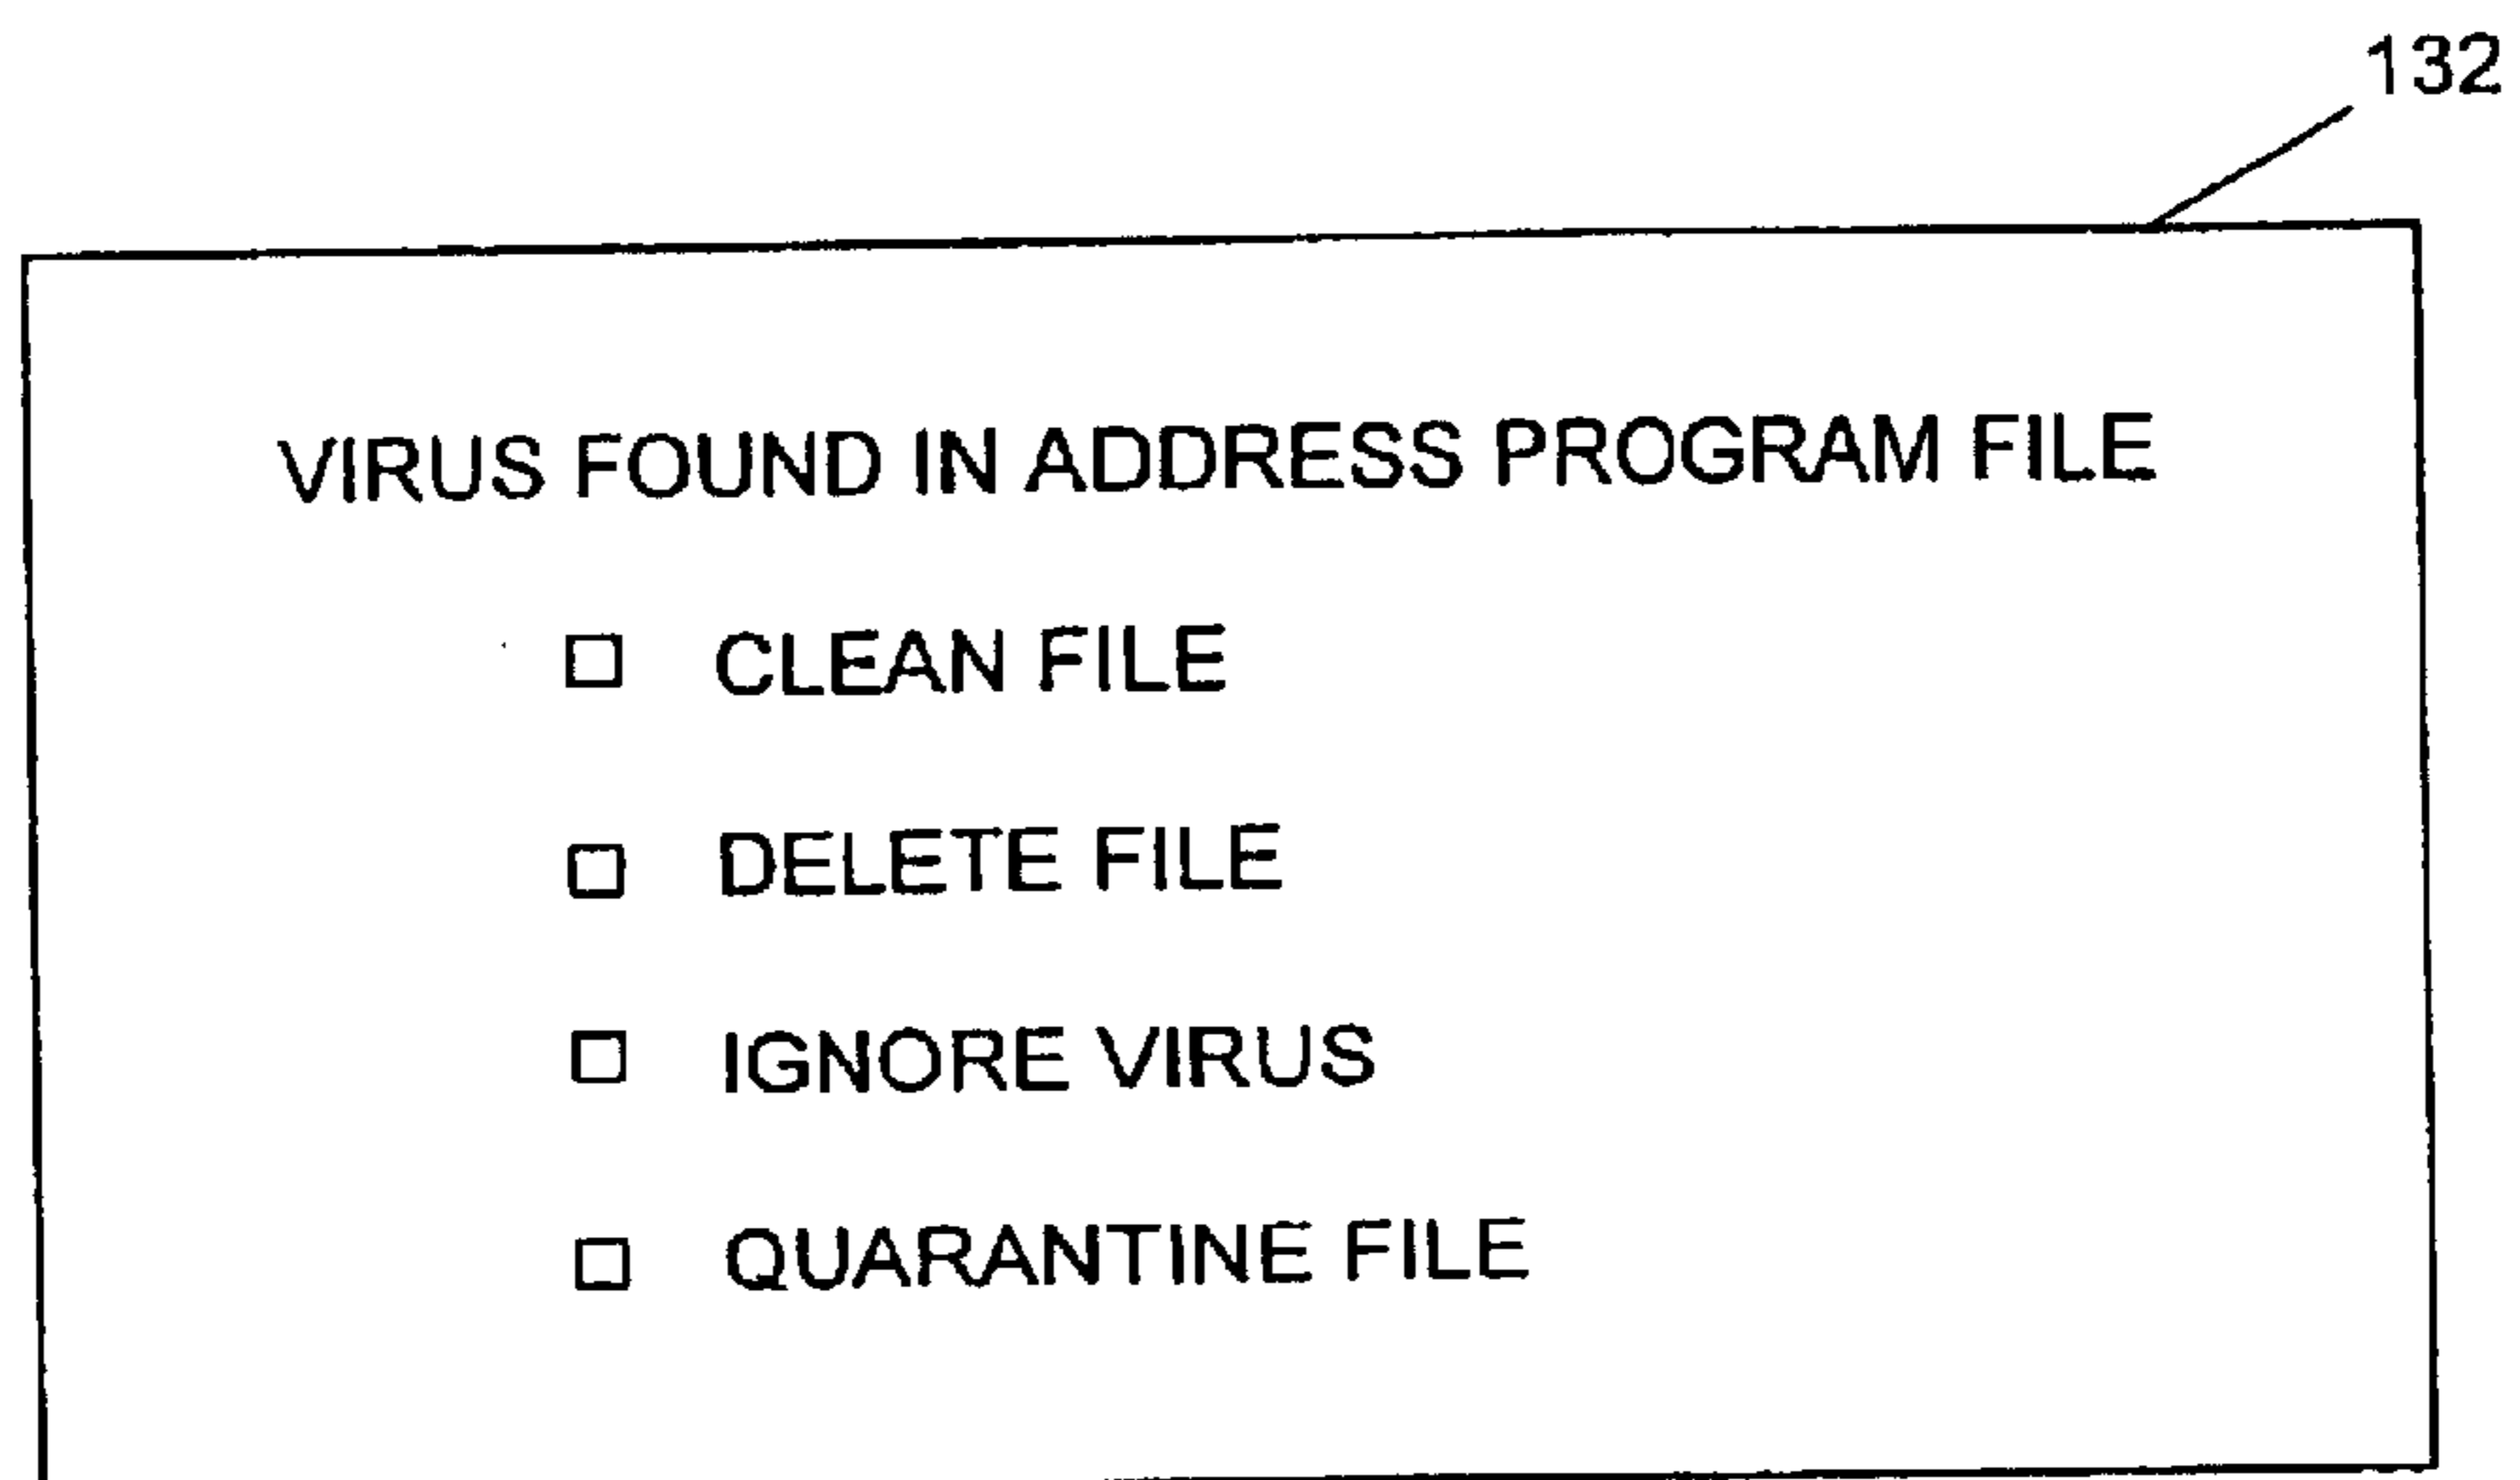 132
VIRUS FOUND IN ADDRESS PROGRAM FILE
CLEAN FILE
DELETE FILE
IGNORE VIRUS
QUARANTINE FILE